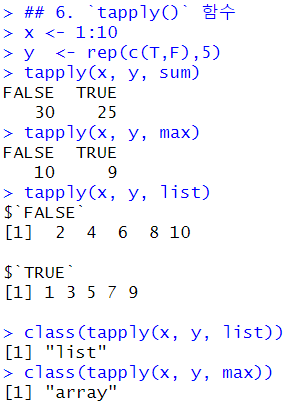 > ## 6. `tapply()` 함수
> x <- 1:10
> y  <- rep(c(T,F),5)
> tapply(x, y, sum)
FALSE  TRUE
   30    25
> tapply(x, y, max)
FALSE  TRUE
   10     9
> tapply(x, y, list)
$`FALSE`
[1]  2  4  6  8 10

$`TRUE`
[1] 1 3 5 7 9

> class(tapply(x, y, list))
[1] "list"
> class(tapply(x, y, max))
[1] "array"